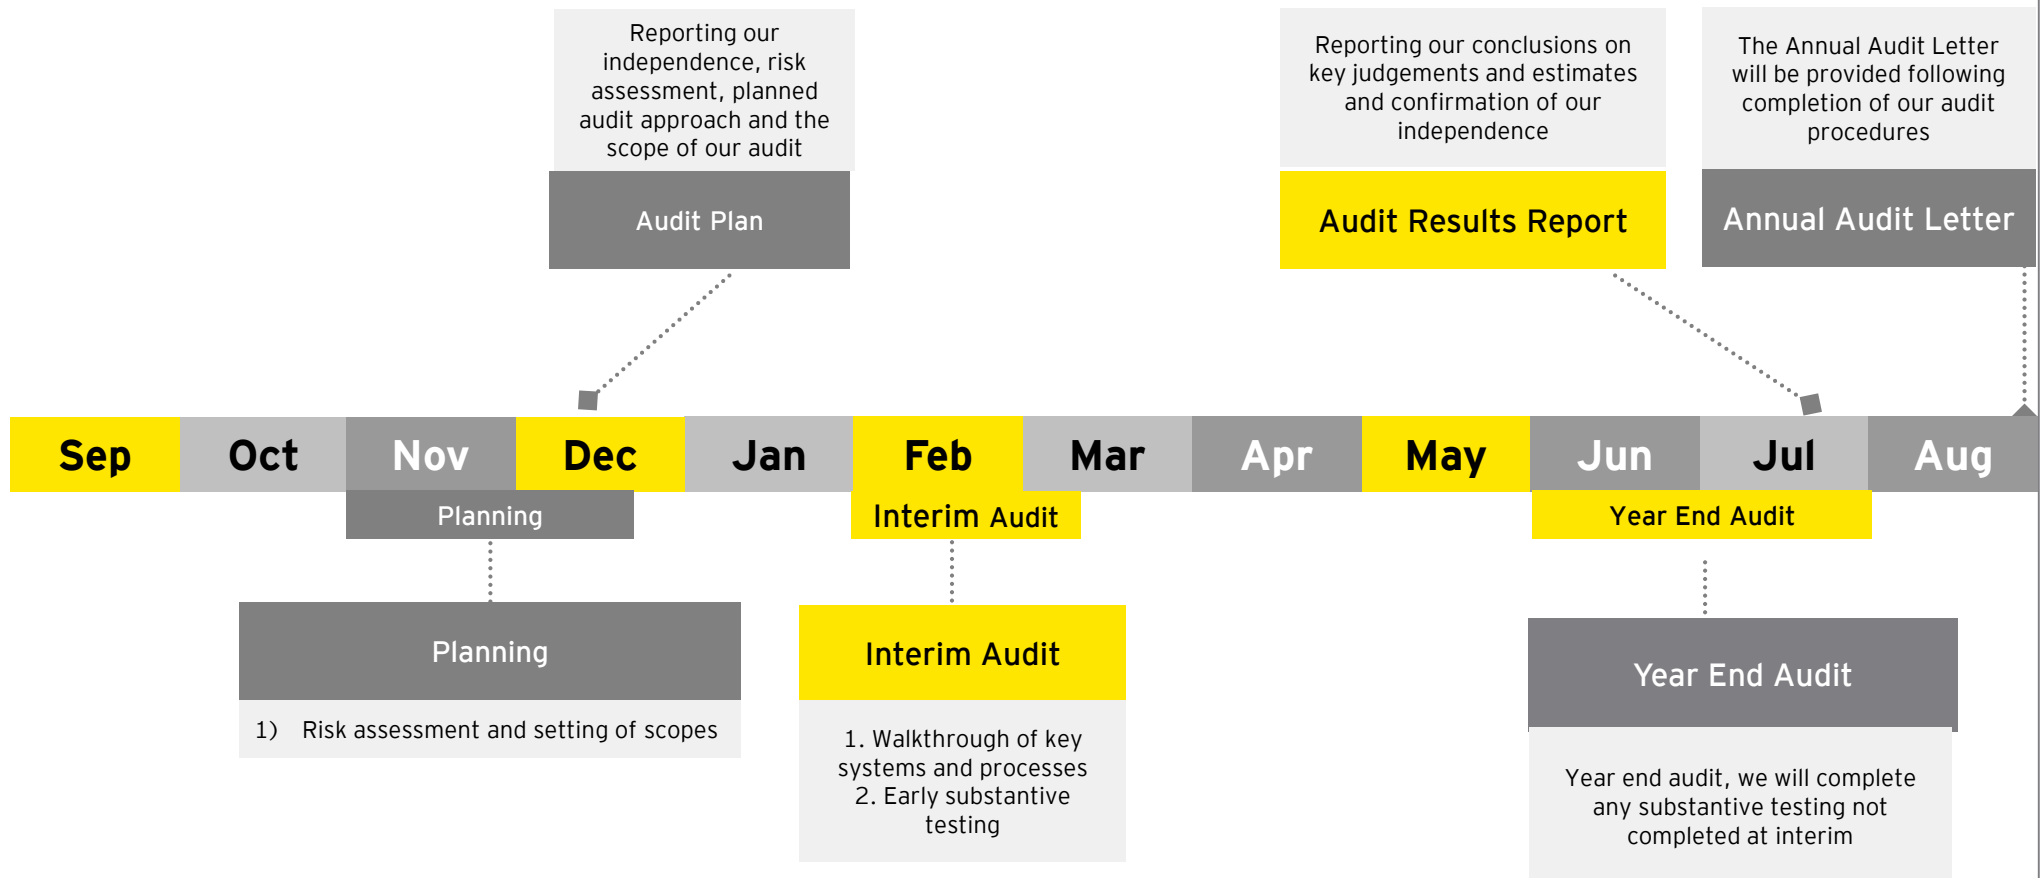 Reporting our
independence, risk
assessment, planned
audit approach and the
scope of our audit
Audit Plan
Reporting our conclusions on
key judgements and estimates
and confirmation of our
independence
Audit Results Report
The Annual Audit Letter
will be provided following
completion of our audit
procedures
Annual Audit Letter
Sep Oct Nov Dec Jan Feb Mar Apr May Jun Jul Aug
Planning
Interim Audit
Year End Audit
Planning
1) Risk assessment and setting of scopes
Interim Audit
1. Walkthrough of key
systems and processes
2. Early substantive
testing
Year End Audit
Year end audit, we will complete
any substantive testing not
completed at interim